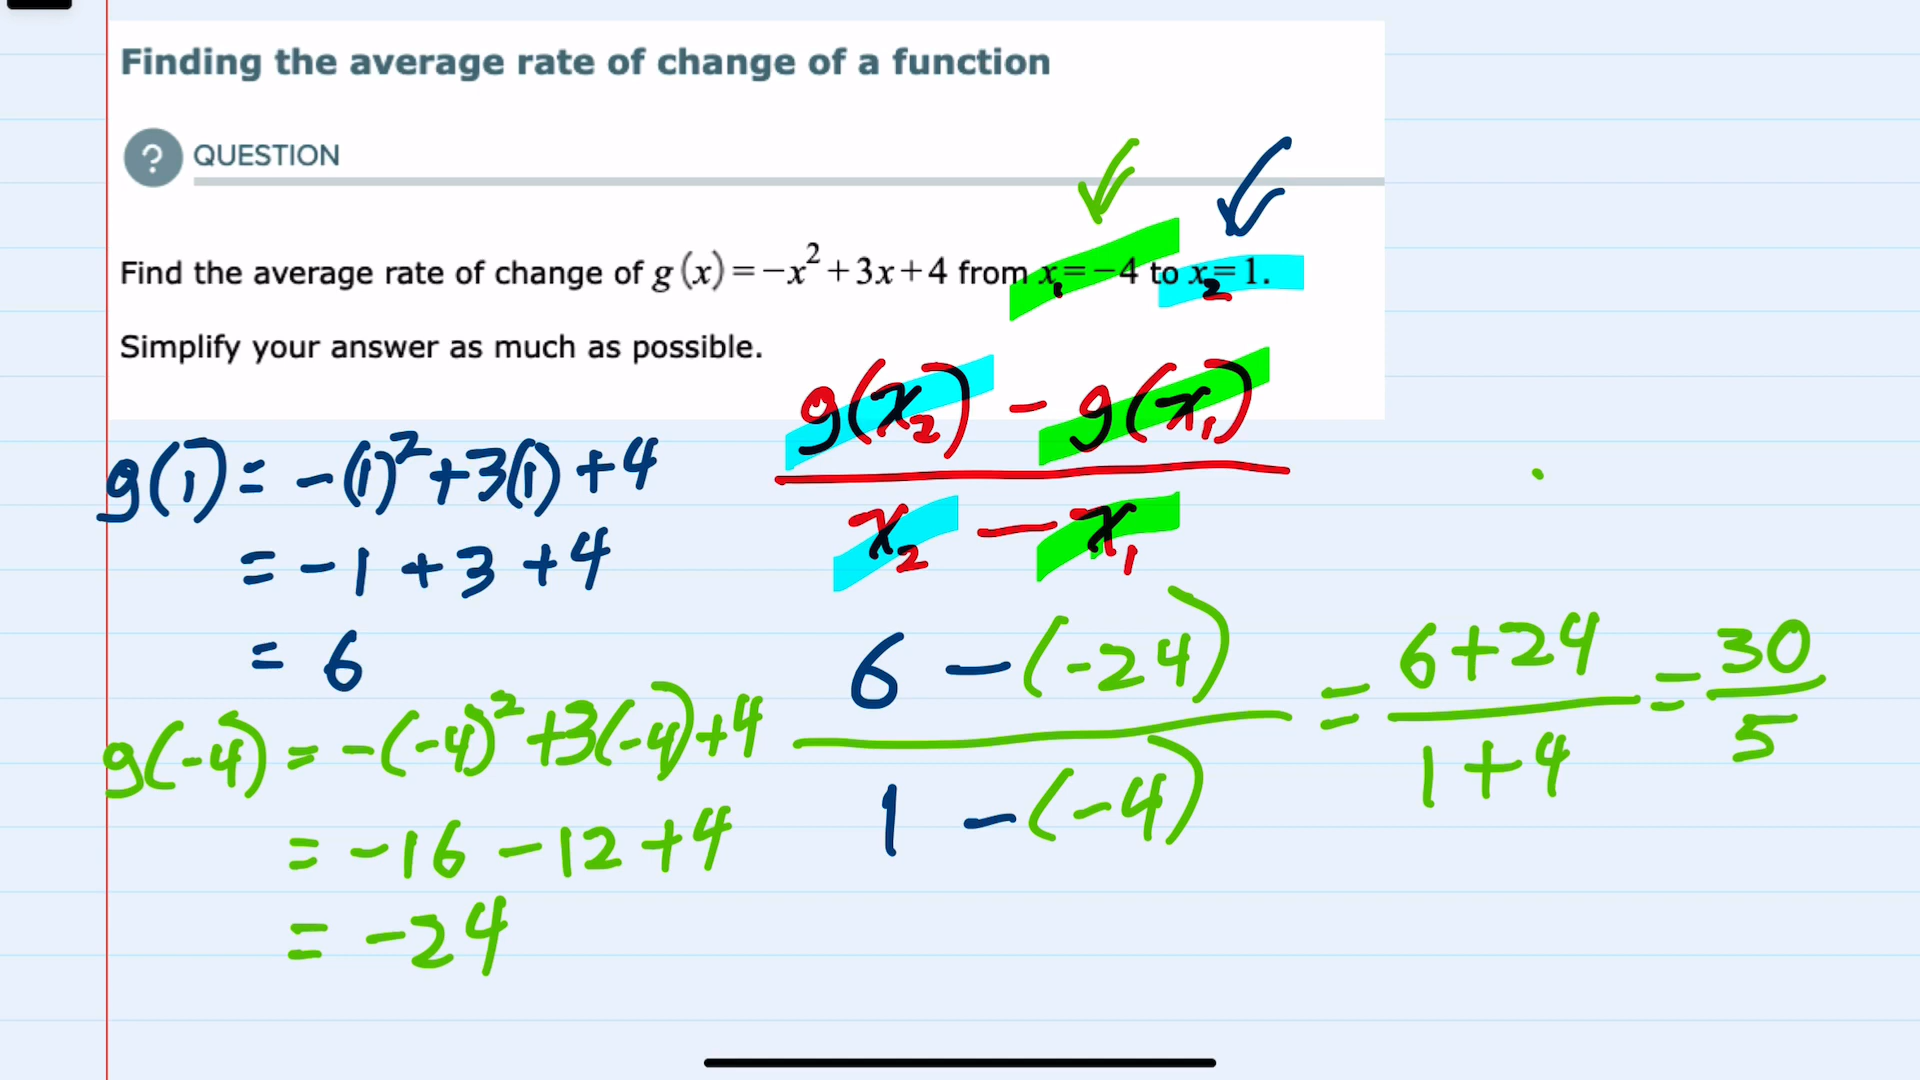 Finding the average rate of change of a function
? QUESTION
Find the average rate of change of g(x)=−x²+3x+4 from x₁=−4 to x₂=1.
Simplify your answer as much as possible.
g(x₂) − g(x₁)
x₂ − x₁
g(1) = −(1)²+3(1)+4
= −1+3+4
= 6
g(-4) = −(-4)²+3(-4)+4
= −16−12+4
= −24
6 − (-24)
1 − (-4)
= 6+24
1+4
= 30
5